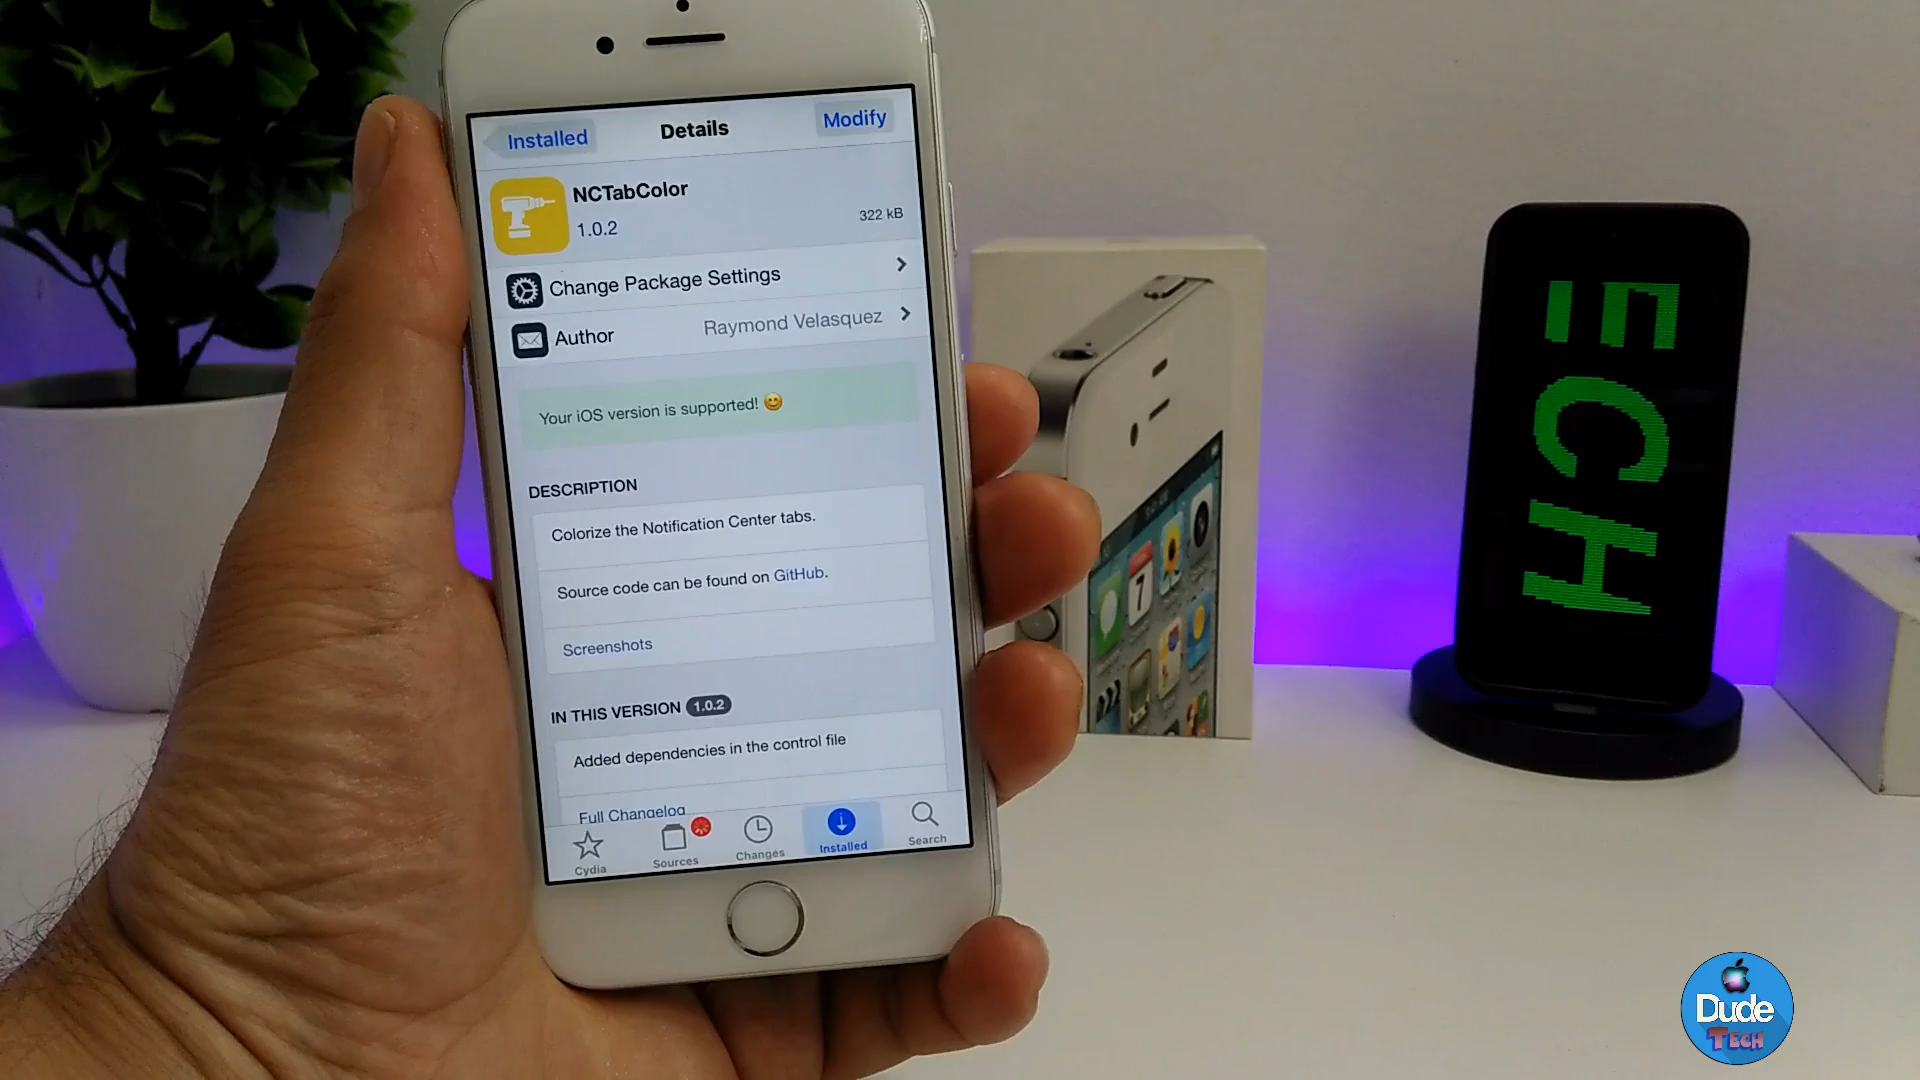 Installed
Details
Modify
NCTabColor
1.0.2
322 kB
Change Package Settings
Author
Raymond Velasquez
Your iOS version is supported! 😊
DESCRIPTION
Colorize the Notification Center tabs.
Source code can be found on GitHub.
Screenshots
IN THIS VERSION 1.0.2
Added dependencies in the control file
Full Changelog
Cydia
Sources
Changes
Installed
Search
7
ECH
Dude
TECH